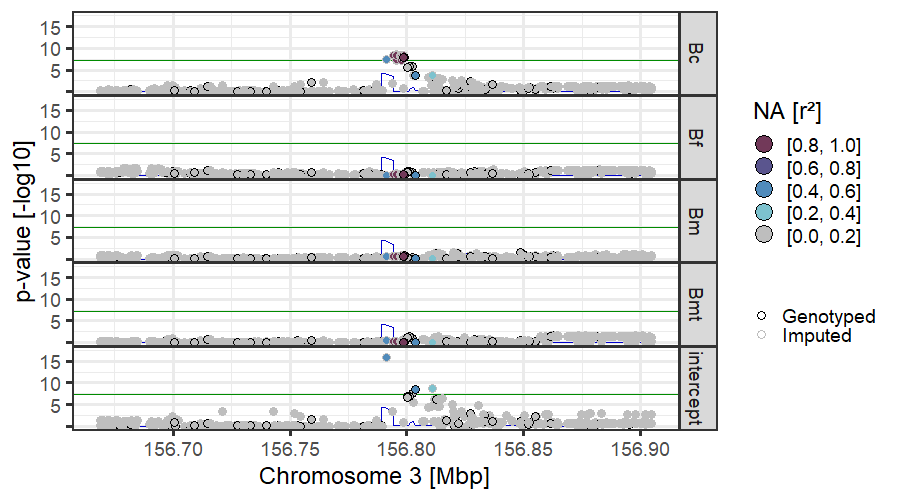 p-value [-log10]
15
10
5
Bc
15
10
5
Bf
15
10
5
Bm
15
10
5
Bmt
15
10
5
intercept
156.70 156.75 156.80 156.85 156.90
Chromosome 3 [Mbp]
NA [r²]
[0.8, 1.0]
[0.6, 0.8]
[0.4, 0.6]
[0.2, 0.4]
[0.0, 0.2]
Genotyped
Imputed